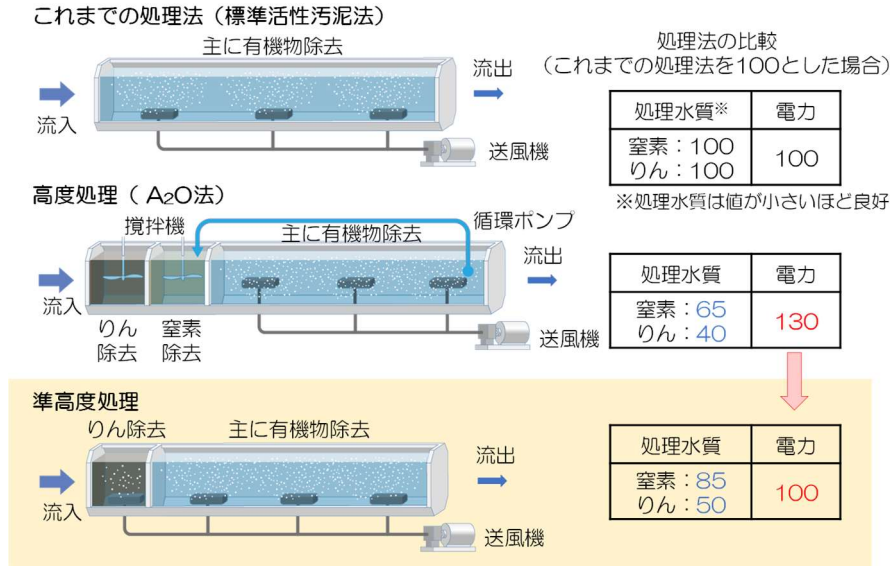 これまでの処理法（標準活性汚泥法）
主に有機物除去
流入
流出
送風機
処理法の比較
（これまでの処理法を100とした場合）
処理水質※ 電力
窒素：100
りん：100
100
※処理水質は値が小さいほど良好
高度処理（ A2O法）
撹拌機
主に有機物除去
循環ポンプ
流入
流出
りん
除去
窒素
除去
送風機
処理水質 電力
窒素：65
りん：40
130
準高度処理
りん除去
主に有機物除去
流入
流出
送風機
処理水質 電力
窒素：85
りん：50
100